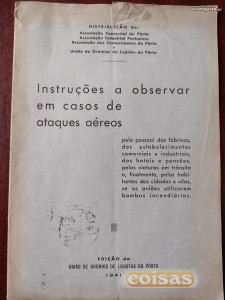 DISTRIBUIÇÃO da:
Associação Comercial do Pôrto
Associação Industrial Portuense
Associação dos Comerciantes do Pôrto
e
União de Grémios de Lojistas do Pôrto
Instruções a observar
em casos de
ataques aéreos
pelo pessoal das fábricas,
dos estabelecimentos
comerciais e industriais,
dos hotéis e pensões,
pelas viaturas em trânsito
e, finalmente, pelos habi-
tantes das cidades e vilas,
se os aviões utilizarem
bombas incendiárias.
EDIÇÃO da
UNIÃO DE GRÉMIOS DE LOJISTAS DO PÔRTO
1941
coisas